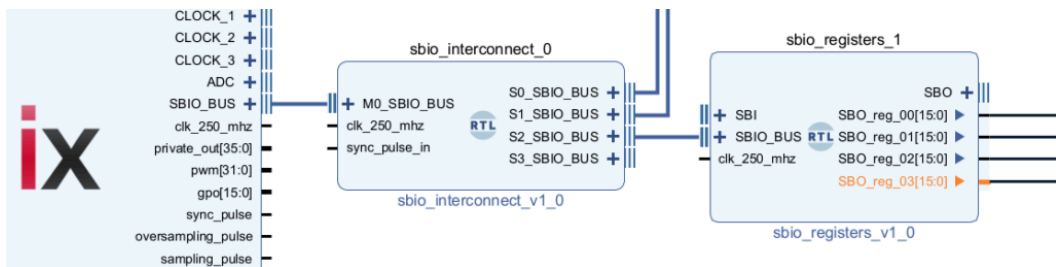 CLOCK_1
CLOCK_2
CLOCK_3
ADC
SBIO_BUS
clk_250_mhz
private_out[35:0]
pwm[31:0]
gpo[15:0]
sync_pulse
oversampling_pulse
sampling_pulse
ix
sbio_interconnect_0
M0_SBIO_BUS
clk_250_mhz
sync_pulse_in
RTL
S0_SBIO_BUS
S1_SBIO_BUS
S2_SBIO_BUS
S3_SBIO_BUS
sbio_interconnect_v1_0
sbio_registers_1
SBI
SBIO_BUS
clk_250_mhz
RTL
SBO
SBO_reg_00[15:0]
SBO_reg_01[15:0]
SBO_reg_02[15:0]
SBO_reg_03[15:0]
sbio_registers_v1_0